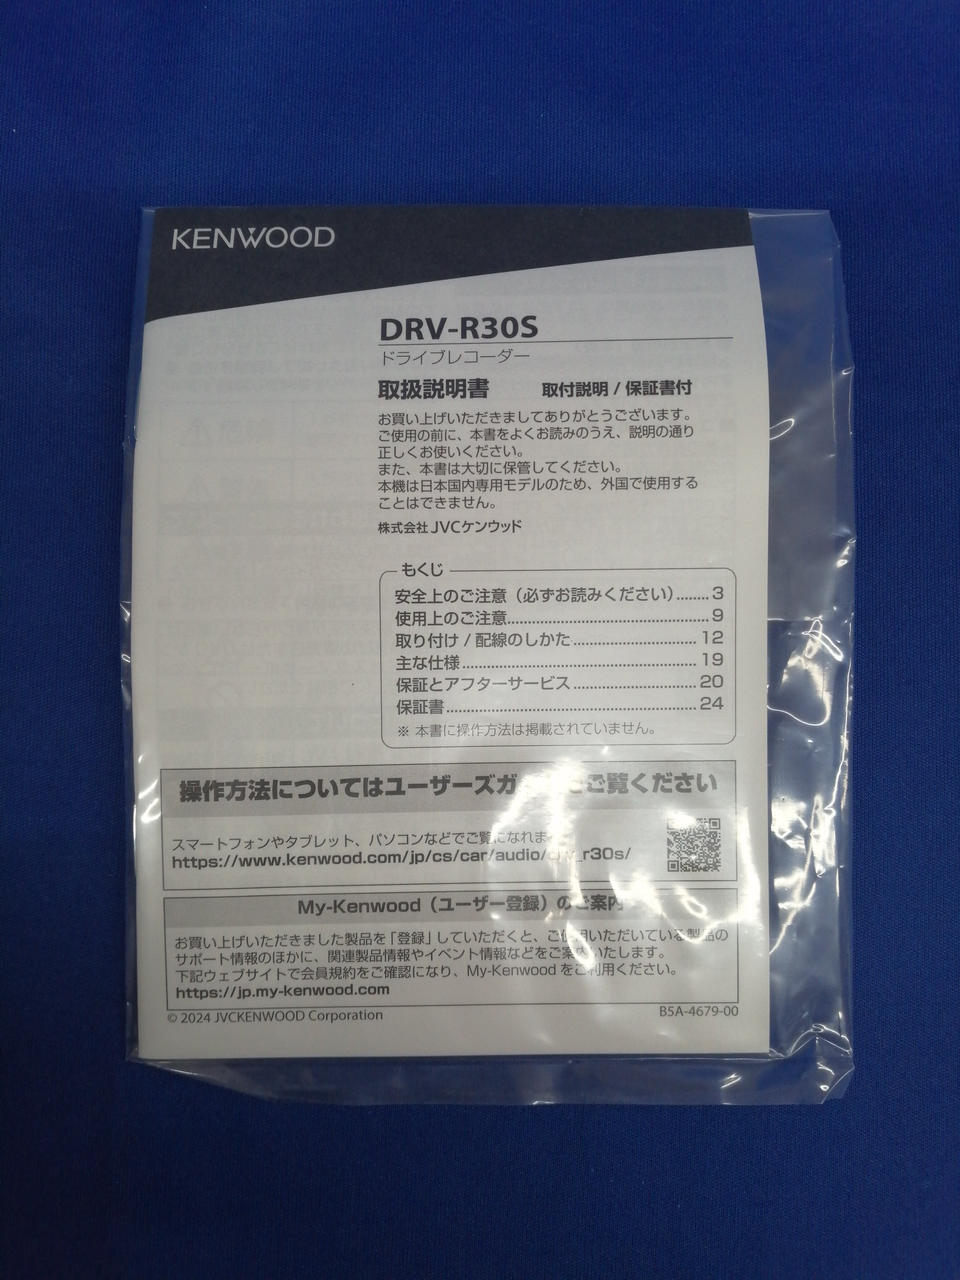 KENWOOD
DRV-R30S
ドライブレコーダー
取扱説明書 取付説明 / 保証書付
お買い上げいただきましてありがとうございます。
ご使用の前に、本書をよくお読みのうえ、説明の通り
正しくお使いください。
また、本書は大切に保管してください。
本機は日本国内専用モデルのため、外国で使用する
ことはできません。
株式会社 JVCケンウッド
もくじ
安全上のご注意（必ずお読みください）........3
使用上のご注意........9
取り付け / 配線のしかた........12
主な仕様........19
保証とアフターサービス........20
保証書........24
※ 本書に操作方法は掲載されていません。
操作方法についてはユーザーズガ ご覧ください
スマートフォンやタブレット、パソコンなどでご覧になれま
https://www.kenwood.com/jp/cs/car/audio/drv_r30s/
My-Kenwood（ユーザー登録）のご案内
お買い上げいただきました製品を「登録」していただくと、ご使用いただいている製品の
サポート情報のほかに、関連製品情報やイベント情報などをご案内いたします。
下記ウェブサイトで会員規約をご確認になり、My-Kenwood をご利用ください。
https://jp.my-kenwood.com
© 2024 JVCKENWOOD Corporation
B5A-4679-00